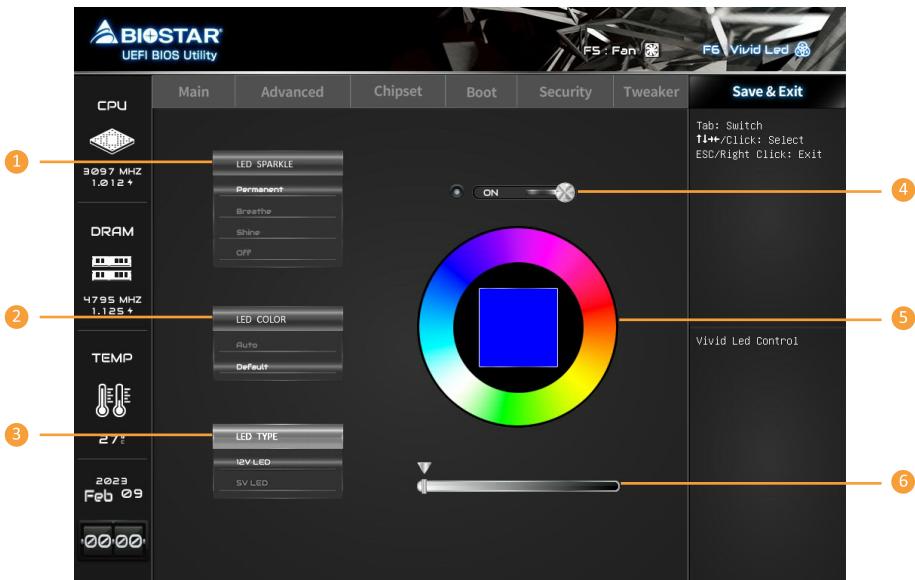 BIOSTAR
UEFI BIOS Utility
F5 : Fan
F6 Vivid Led
Main Advanced Chipset Boot Security Tweaker Save & Exit
CPU
3097 MHZ
1.012
DRAM
4795 MHZ
1.125
TEMP
27
2023
Feb 09
00:00
1
LED SPARKLE
Permanent
Breathe
Shine
Off
2
LED COLOR
Auto
Default
3
LED TYPE
12V LED
5V LED
ON
4
5
6
Tab: Switch
↑↓→←/Click: Select
ESC/Right Click: Exit
Vivid Led Control